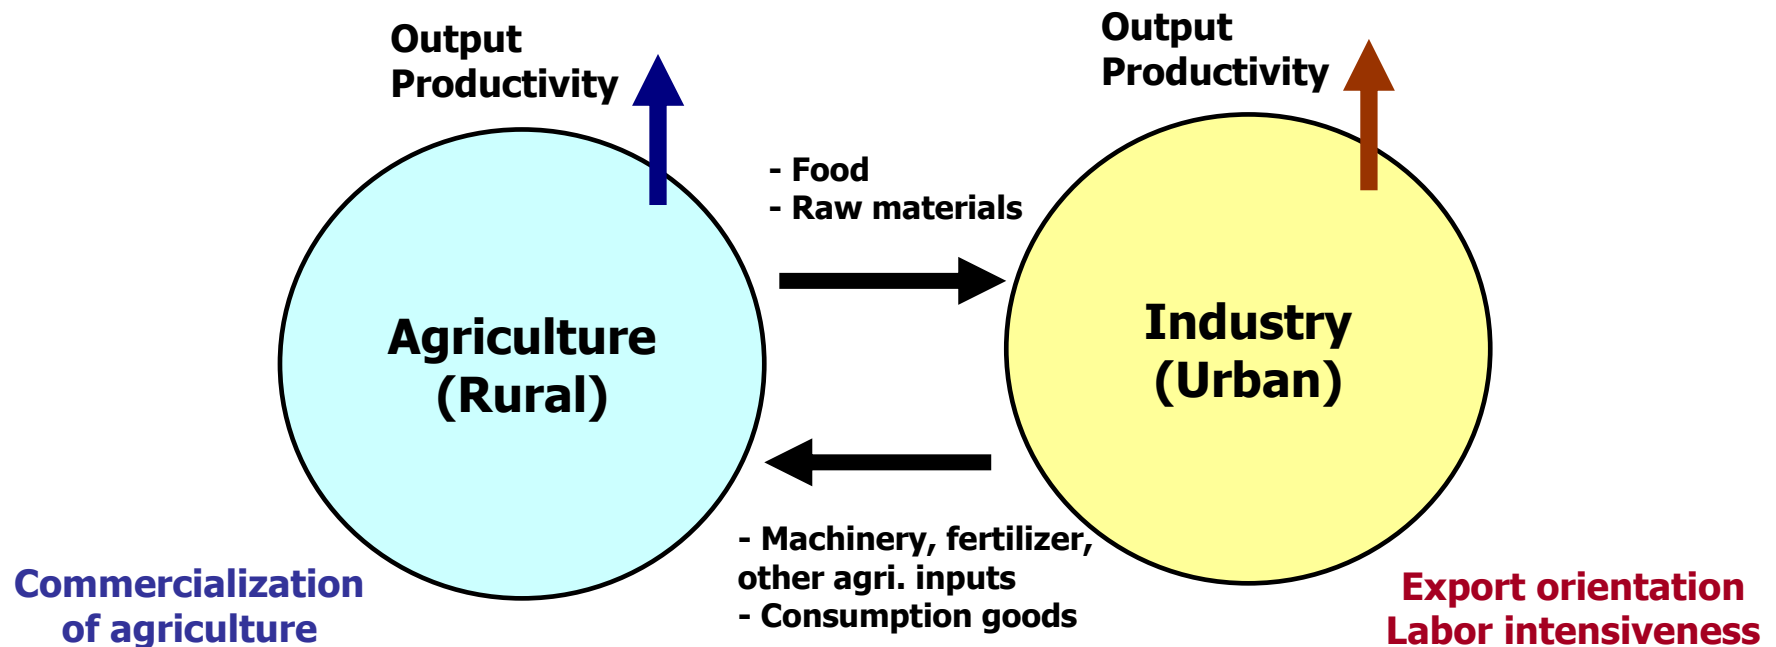 Output
Productivity
Output
Productivity
- Food
- Raw materials
Agriculture
(Rural)
Industry
(Urban)
- Machinery, fertilizer,
other agri. inputs
- Consumption goods
Commercialization
of agriculture
Export orientation
Labor intensiveness